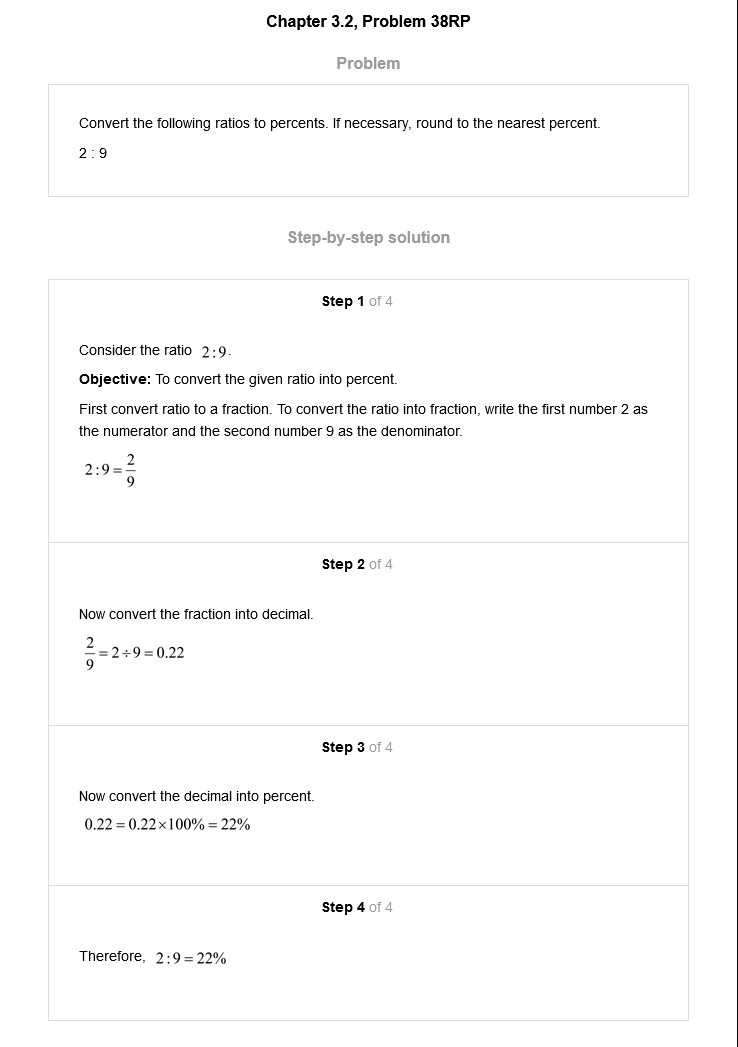 Chapter 3.2, Problem 38RP
Problem
Convert the following ratios to percents. If necessary, round to the nearest percent.
2 : 9
Step-by-step solution
Step 1 of 4
Consider the ratio 2:9.
Objective: To convert the given ratio into percent.
First convert ratio to a fraction. To convert the ratio into fraction, write the first number 2 as
the numerator and the second number 9 as the denominator.
2:9 = 2/9
Step 2 of 4
Now convert the fraction into decimal.
2/9 = 2÷9 = 0.22
Step 3 of 4
Now convert the decimal into percent.
0.22 = 0.22×100% = 22%
Step 4 of 4
Therefore, 2:9 = 22%